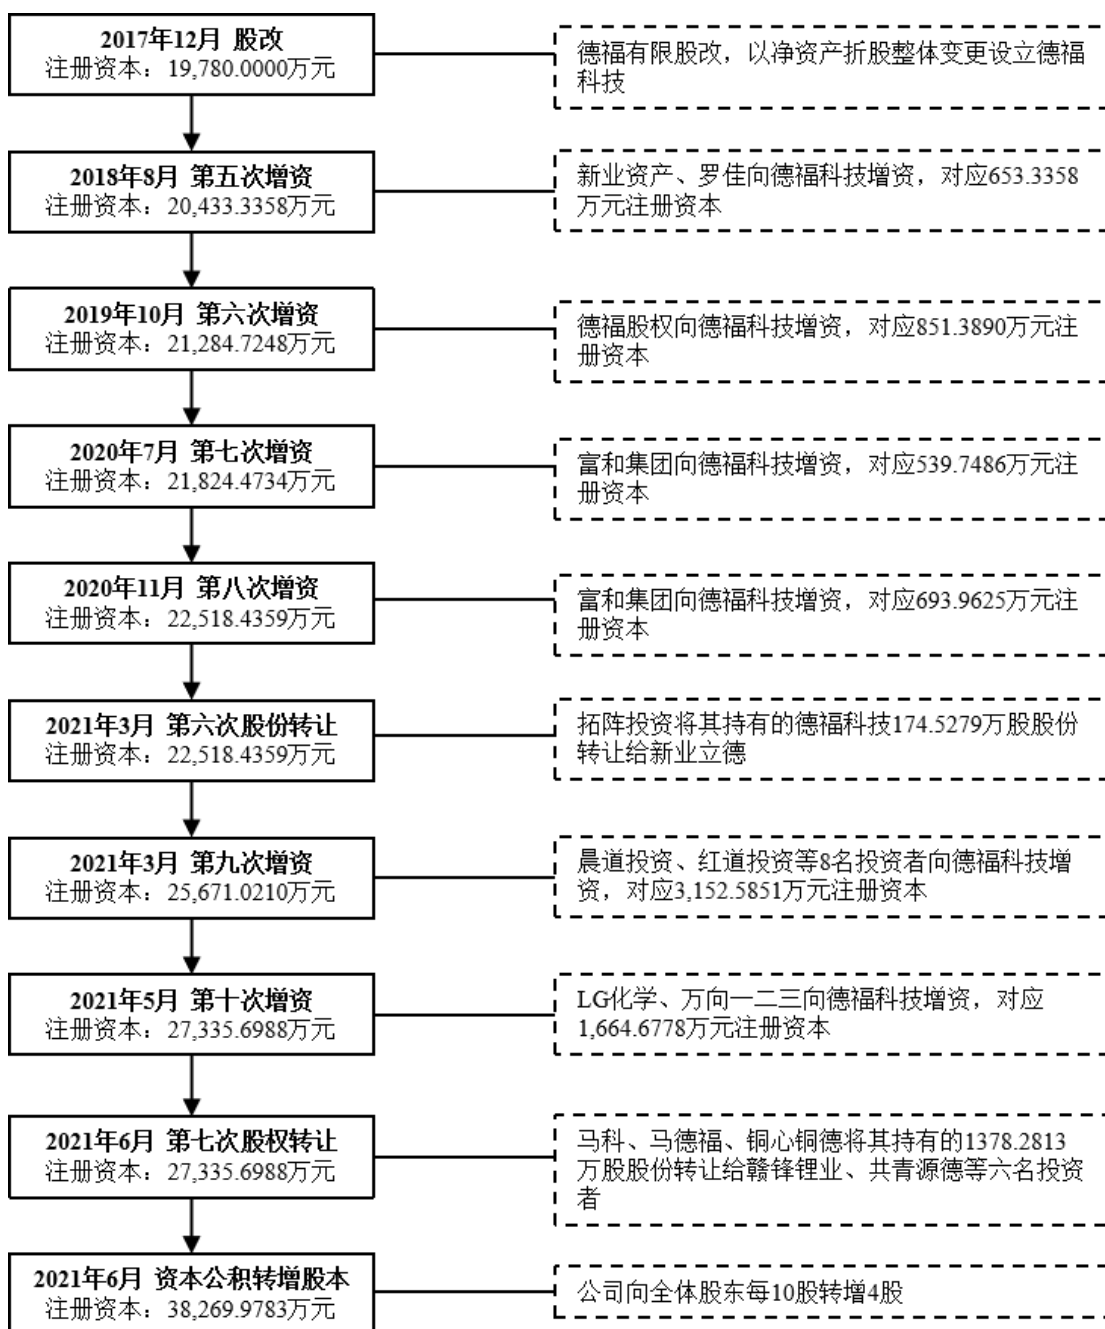 2017年12月 股改
注册资本：19,780.0000万元
德福有限股改，以净资产折股整体变更设立德福
科技
2018年8月 第五次增资
注册资本：20,433.3358万元
新业资产、罗佳向德福科技增资，对应653.3358
万元注册资本
2019年10月 第六次增资
注册资本：21,284.7248万元
德福股权向德福科技增资，对应851.3890万元注
册资本
2020年7月 第七次增资
注册资本：21,824.4734万元
富和集团向德福科技增资，对应539.7486万元注
册资本
2020年11月 第八次增资
注册资本：22,518.4359万元
富和集团向德福科技增资，对应693.9625万元注
册资本
2021年3月 第六次股份转让
注册资本：22,518.4359万元
拓阵投资将其持有的德福科技174.5279万股股份
转让给新业立德
2021年3月 第九次增资
注册资本：25,671.0210万元
晨道投资、红道投资等8名投资者向德福科技增
资，对应3,152.5851万元注册资本
2021年5月 第十次增资
注册资本：27,335.6988万元
LG化学、万向一二三向德福科技增资，对应
1,664.6778万元注册资本
2021年6月 第七次股权转让
注册资本：27,335.6988万元
马科、马德福、铜心铜德将其持有的1378.2813
万股股份转让给赣锋锂业、共青源德等六名投资
者
2021年6月 资本公积转增股本
注册资本：38,269.9783万元
公司向全体股东每10股转增4股